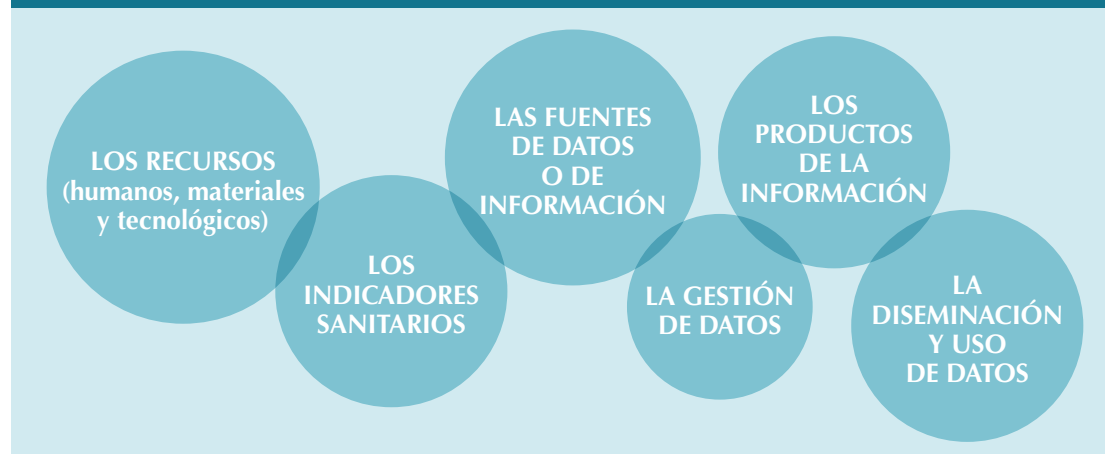 LOS RECURSOS
(humanos, materiales
y tecnológicos)
LOS
INDICADORES
SANITARIOS
LAS FUENTES
DE DATOS
O DE
INFORMACIÓN
LA GESTIÓN
DE DATOS
LOS
PRODUCTOS
DE LA
INFORMACIÓN
LA
DISEMINACIÓN
Y USO
DE DATOS